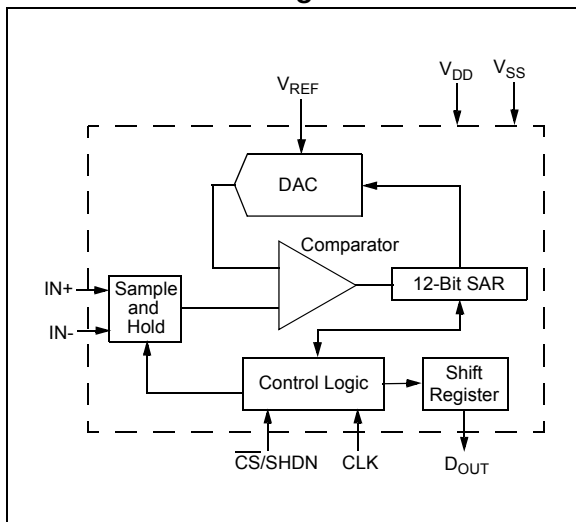 V_DD V_SS
V_REF
DAC
Comparator
IN+
Sample
and
Hold
12-Bit SAR
IN-
Control Logic
Shift
Register
C̅S̅/SHDN CLK D_OUT